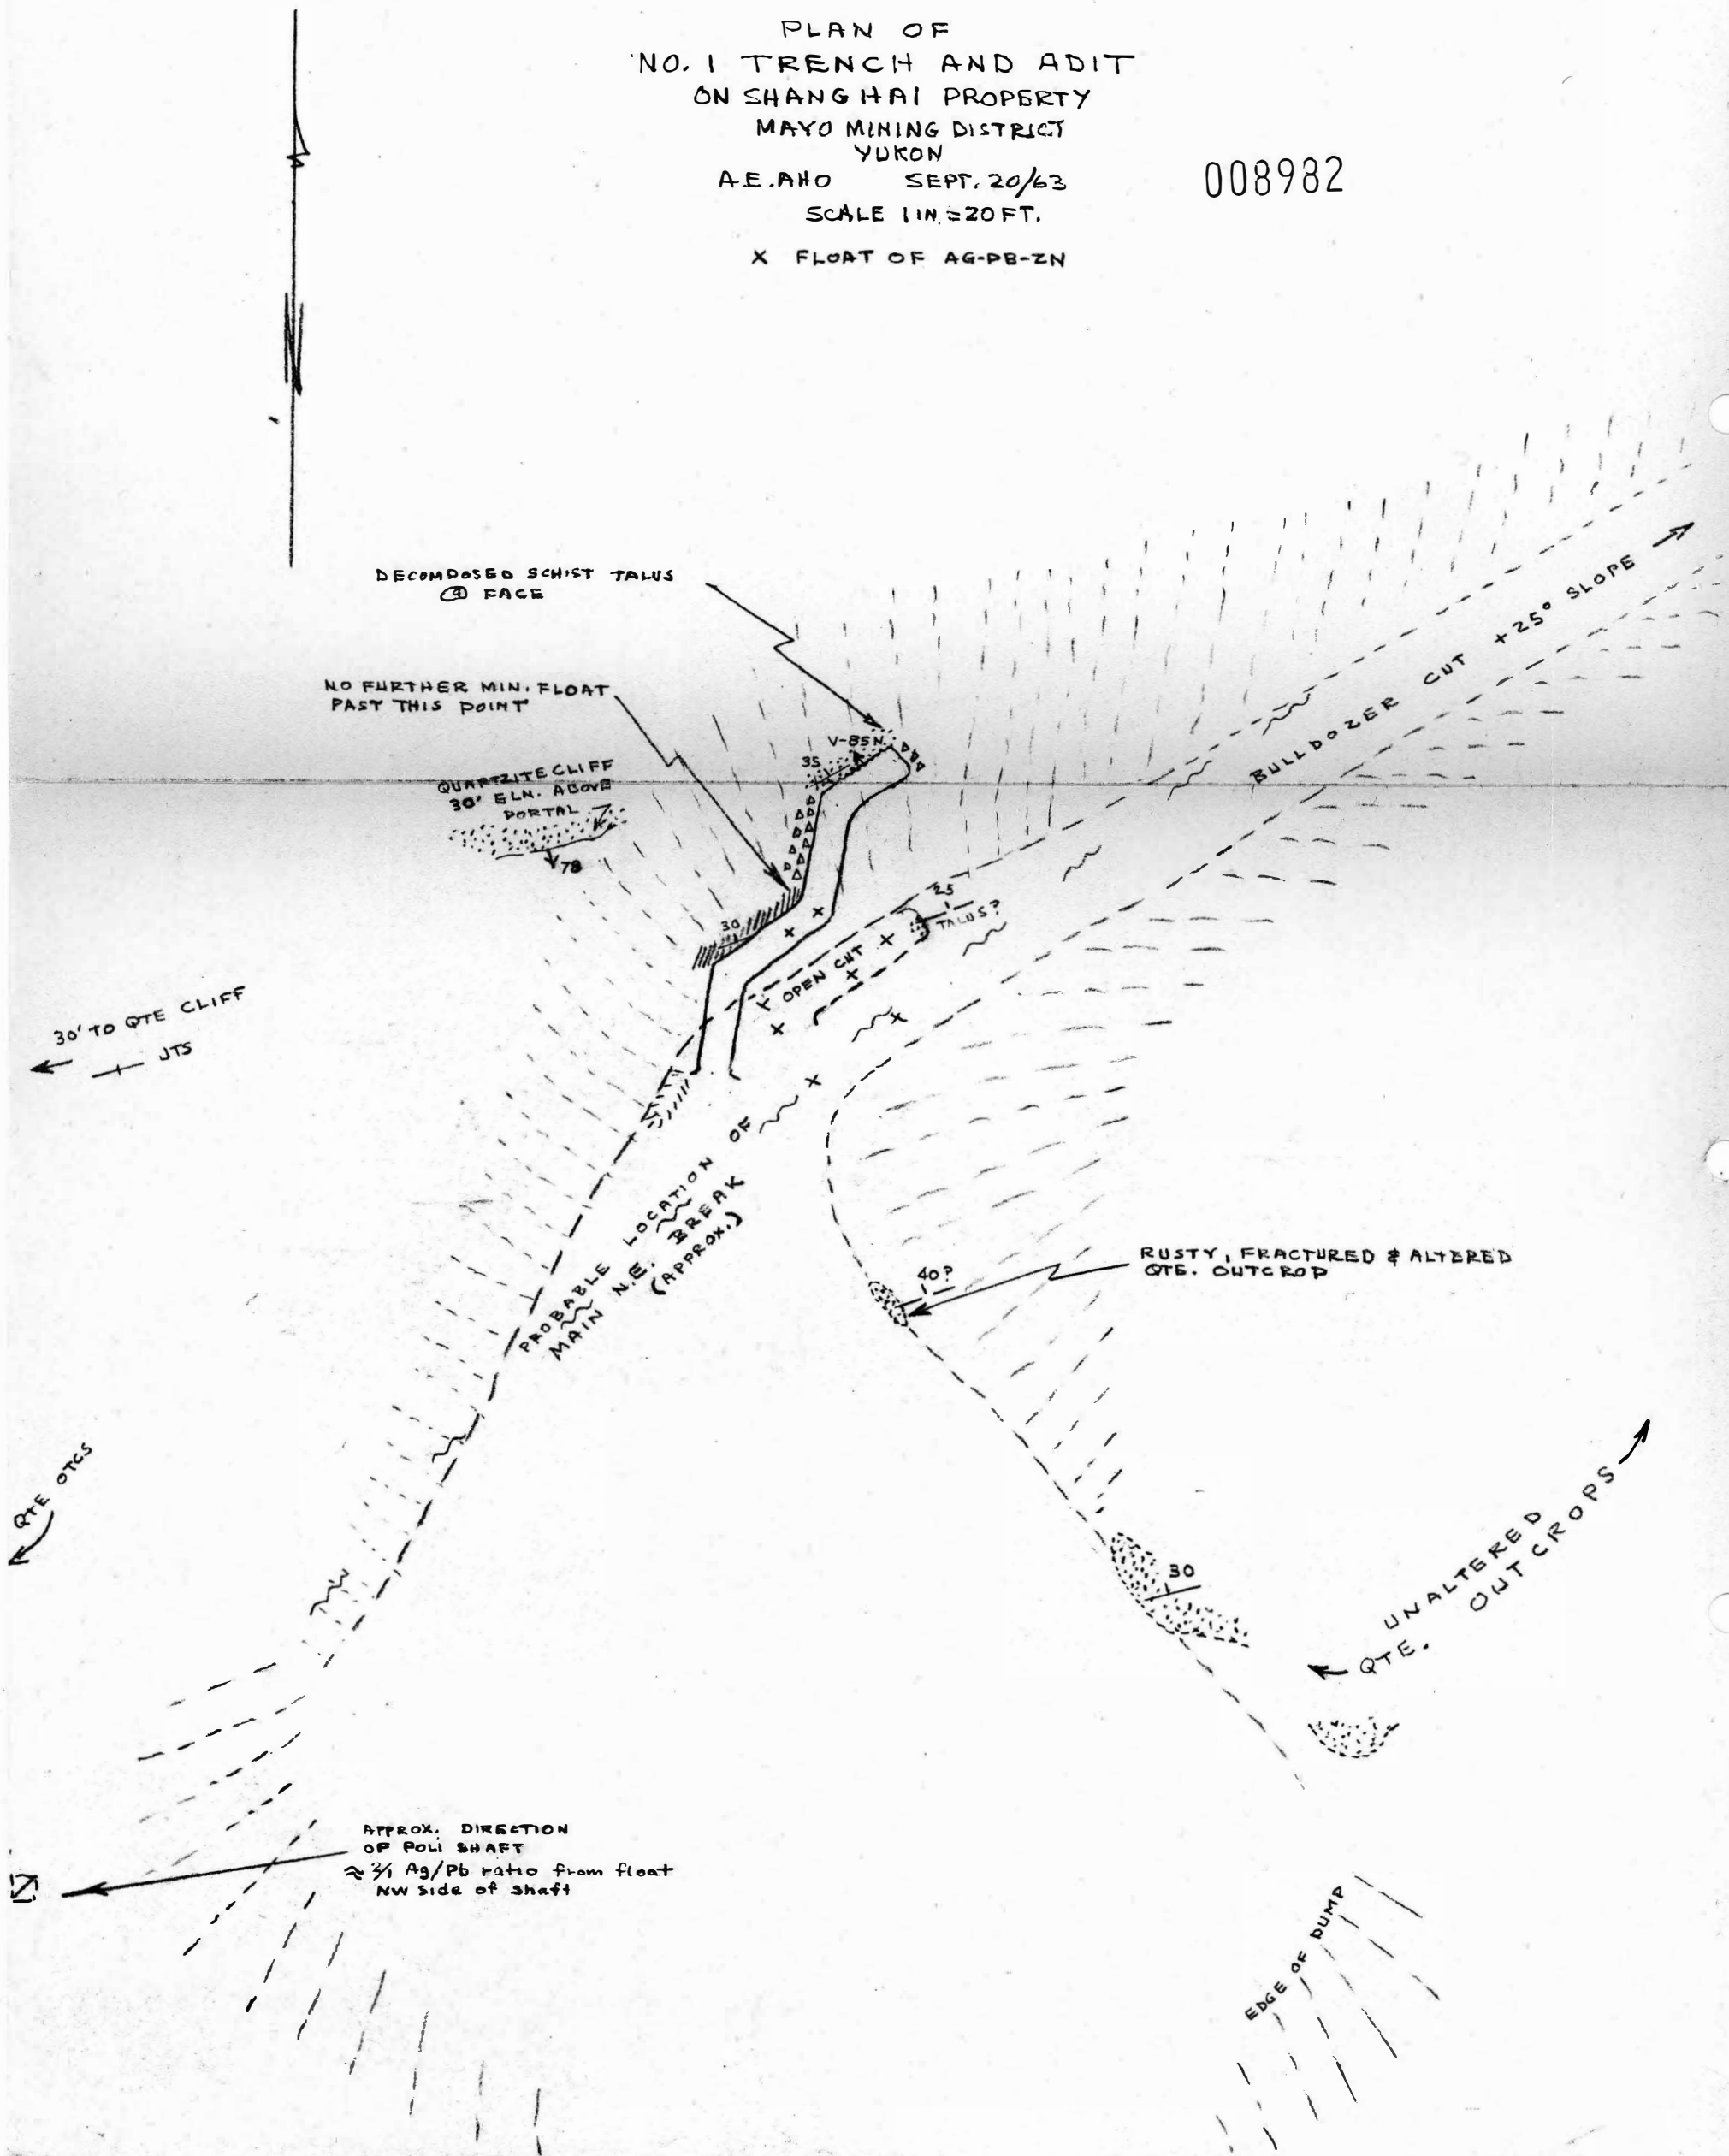 PLAN OF
NO. 1 TRENCH AND ADIT
ON SHANGHAI PROPERTY
MAYO MINING DISTRICT
YUKON
A.E. AHO SEPT. 20/63
SCALE 1 IN. = 20 FT.
X FLOAT OF AG-PB-ZN
008982
DECOMPOSED SCHIST TALUS
@ FACE
NO FURTHER MIN. FLOAT
PAST THIS POINT
QUARTZITE CLIFF
30' ELN. ABOVE
PORTAL
78
V-85N.
35
30
BULLDOZER CUT +25° SLOPE
25
TALUS?
OPEN CUT
30' TO QTE CLIFF
JTS
PROBABLE LOCATION OF
MAIN N.E. BREAK
(APPROX.)
40?
RUSTY, FRACTURED & ALTERED
QTE. OUTCROP
QTE OTCS
30
UNALTERED
QTE. OUTCROPS
APPROX. DIRECTION
OF POLI SHAFT
≈ 2/1 Ag/Pb ratio from float
NW side of shaft
EDGE OF DUMP